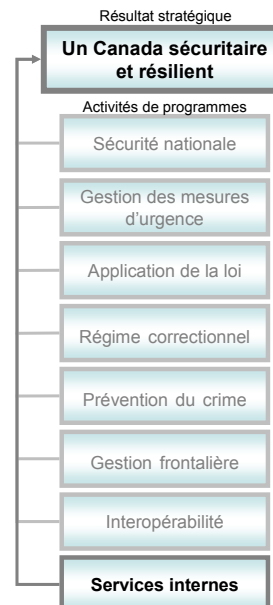 Résultat stratégique
Un Canada sécuritaire
et résilient
Activités de programmes
Sécurité nationale
Gestion des mesures
d'urgence
Application de la loi
Régime correctionnel
Prévention du crime
Gestion frontalière
Interopérabilité
Services internes